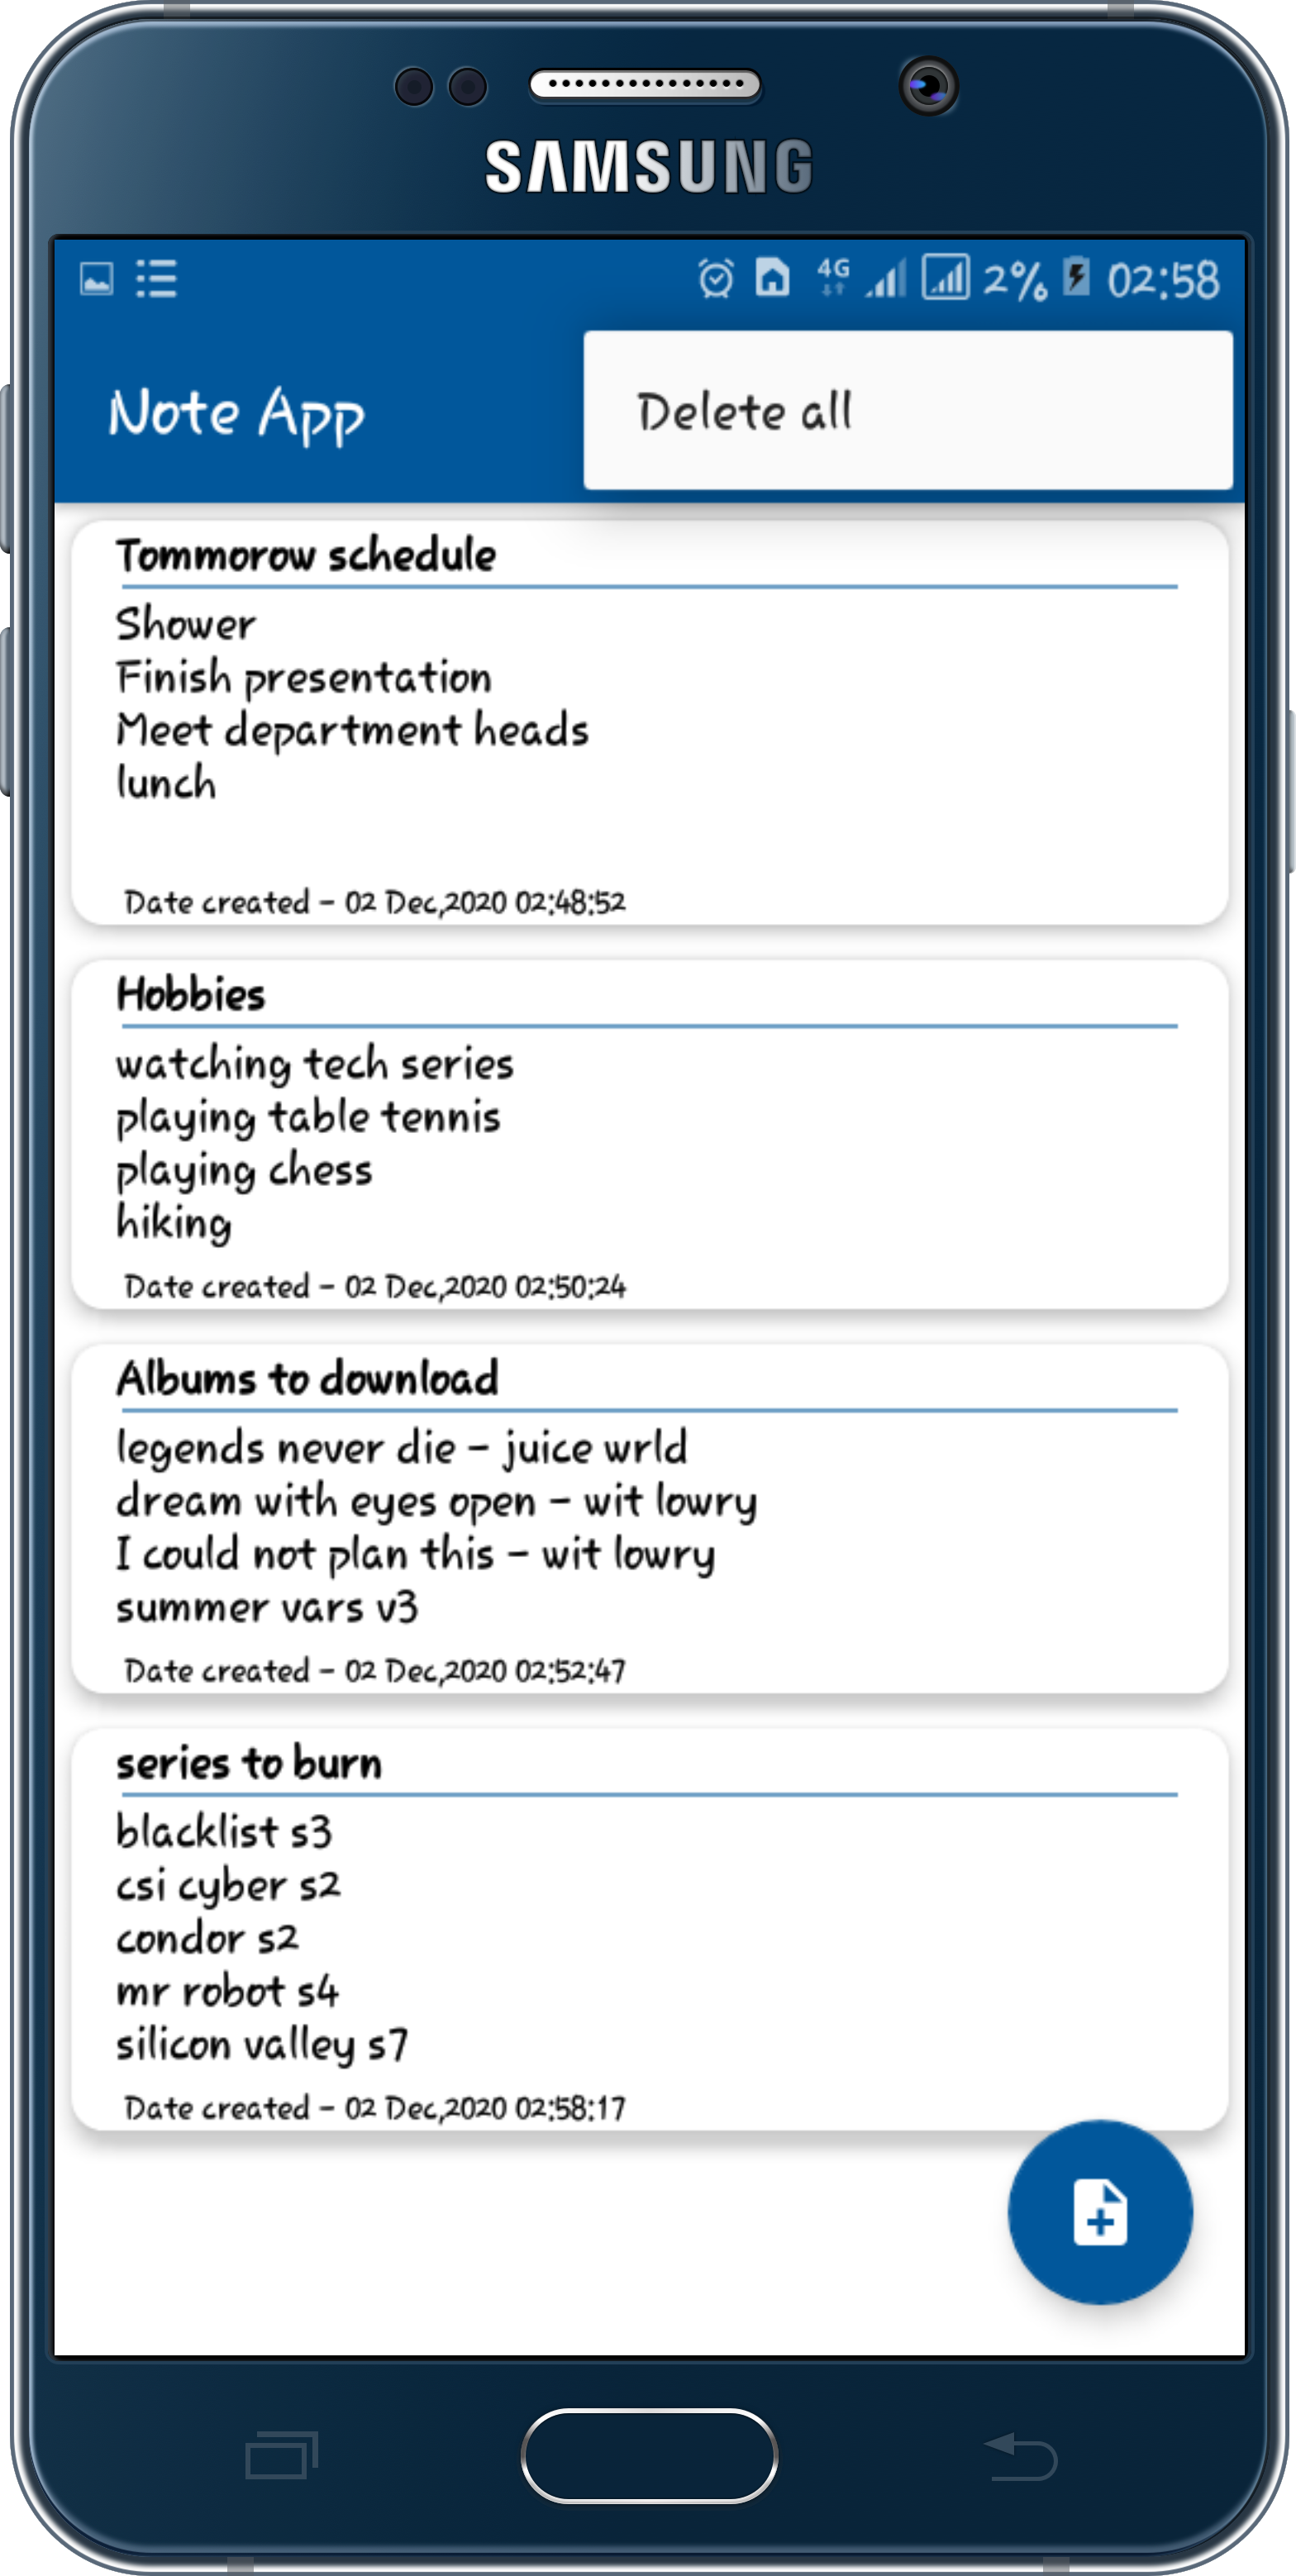 SAMSUNG
4G 2% 02:58
Note App
Delete all
Tommorow schedule
Shower
Finish presentation
Meet department heads
lunch
Date created - 02 Dec,2020 02:48:52
Hobbies
watching tech series
playing table tennis
playing chess
hiking
Date created - 02 Dec,2020 02:50:24
Albums to download
legends never die - juice wrld
dream with eyes open - wit lowry
I could not plan this - wit lowry
summer vars v3
Date created - 02 Dec,2020 02:52:47
series to burn
blacklist s3
csi cyber s2
condor s2
mr robot s4
silicon valley s7
Date created - 02 Dec,2020 02:58:17